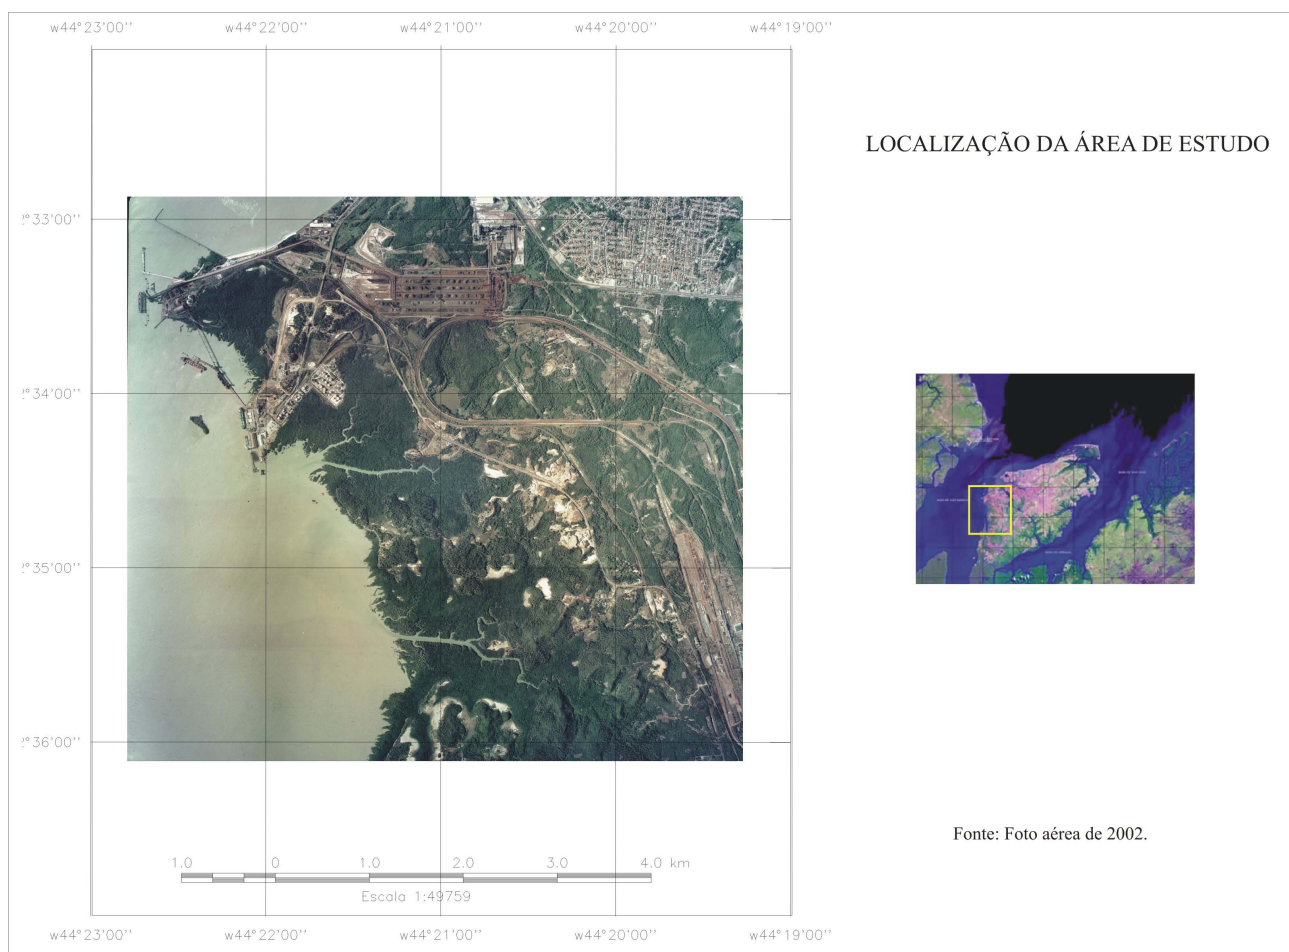 w44°23'00'' w44°22'00'' w44°21'00'' w44°20'00'' w44°19'00''
LOCALIZAÇÃO DA ÁREA DE ESTUDO
°33'00''
°34'00''
°35'00''
°36'00''
Fonte: Foto aérea de 2002.
1.0 0 1.0 2.0 3.0 4.0 km
Escala 1:49759
w44°23'00'' w44°22'00'' w44°21'00'' w44°20'00'' w44°19'00''